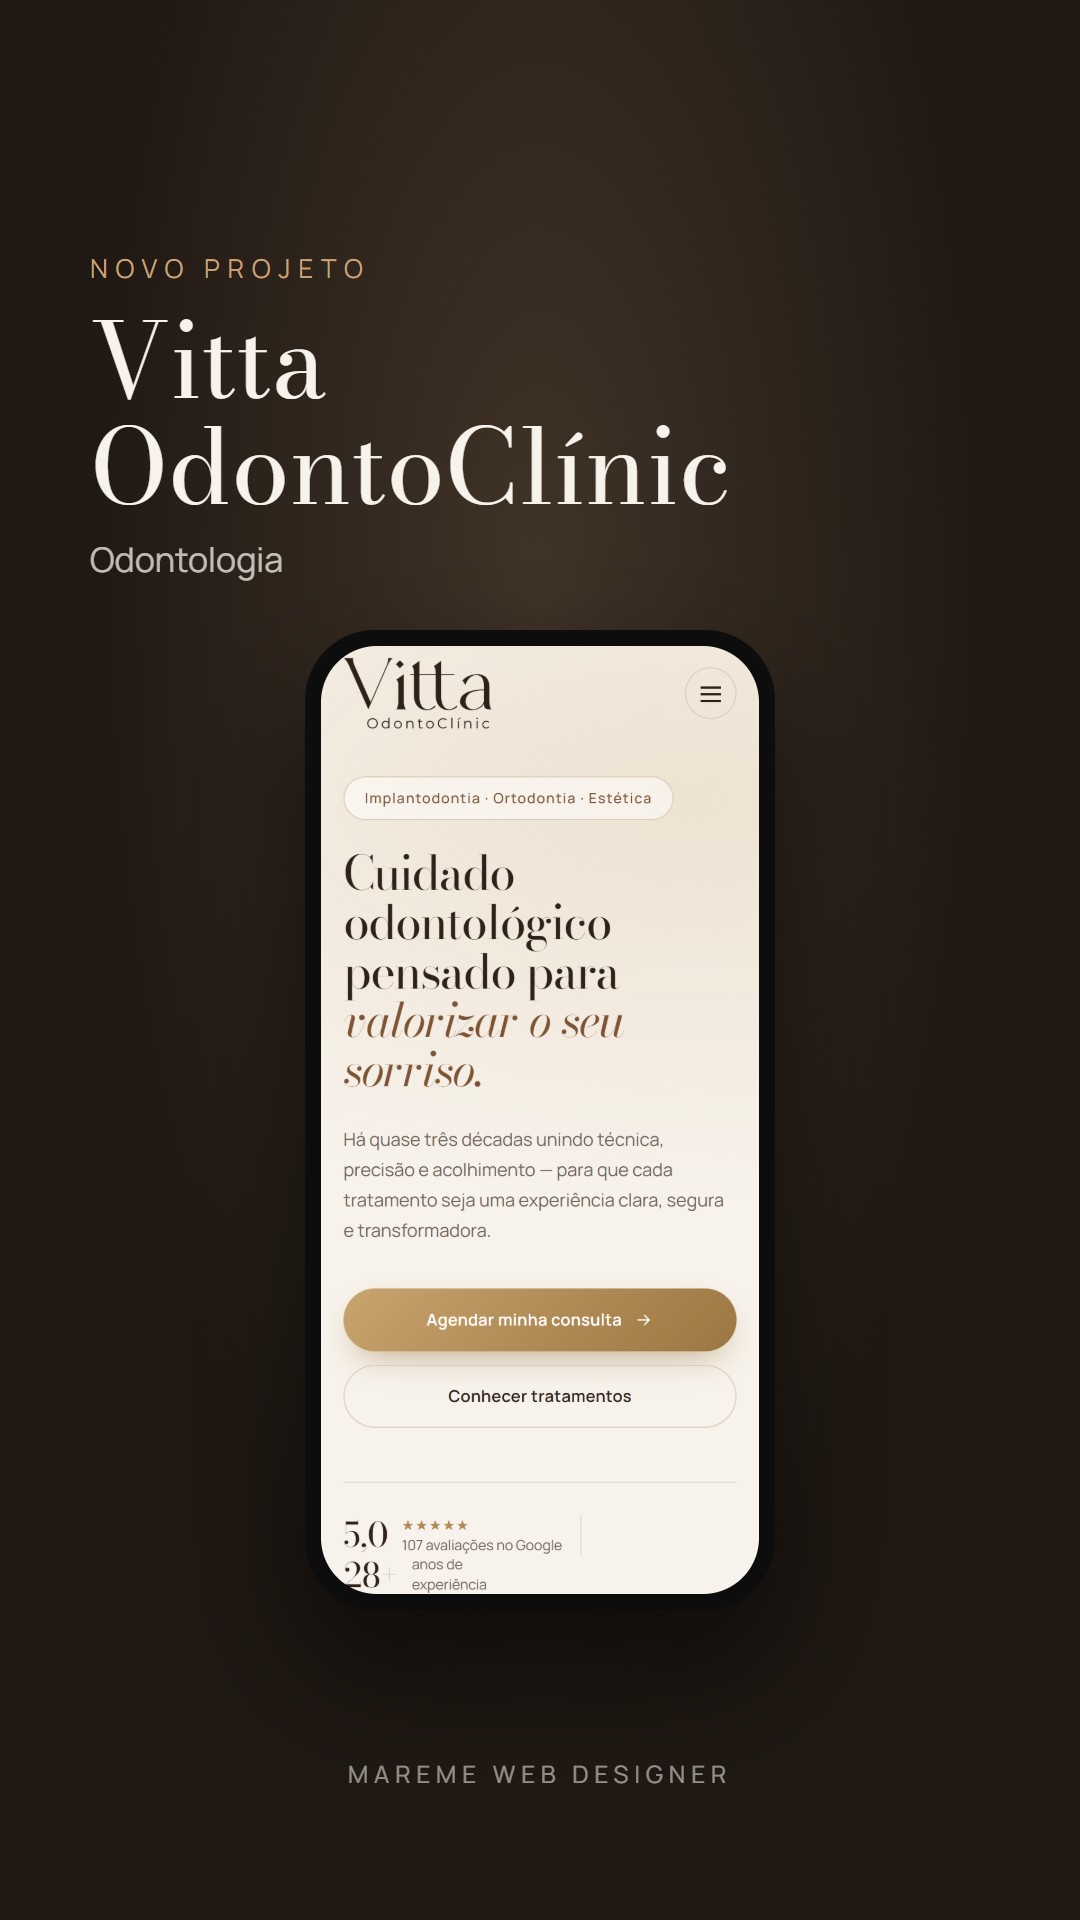 NOVO PROJETO
Vitta
OdontoClínic
Odontologia
Vitta
OdontoClínic
Implantodontia · Ortodontia · Estética
Cuidado
odontológico
pensado para
valorizar o seu
sorriso.
Há quase três décadas unindo técnica,
precisão e acolhimento — para que cada
tratamento seja uma experiência clara, segura
e transformadora.
Agendar minha consulta →
Conhecer tratamentos
5,0 ★★★★★
107 avaliações no Google
28+ anos de
experiência
MAREME WEB DESIGNER